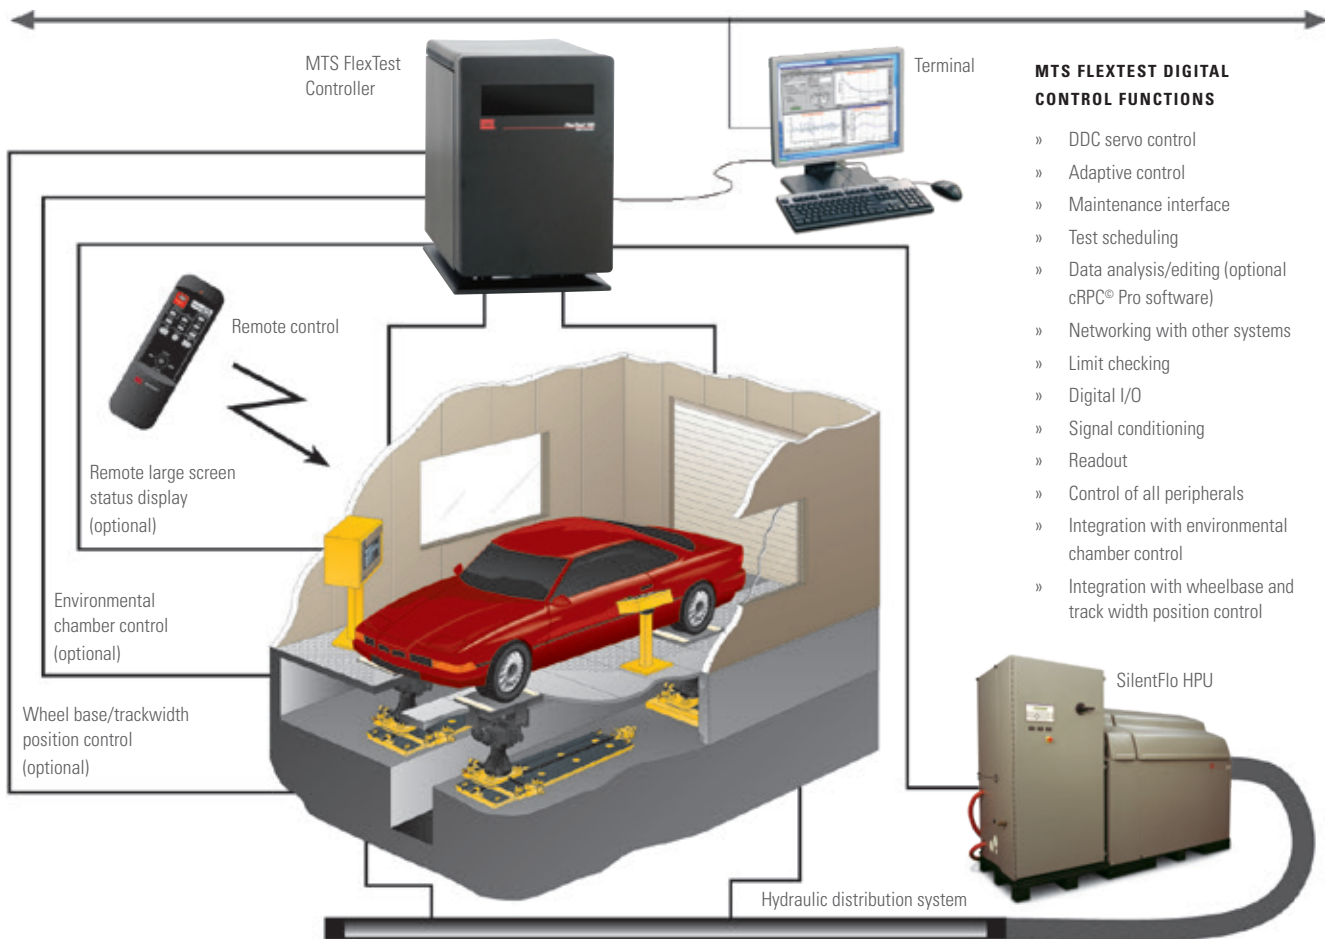 MTS FlexTest
Controller
Terminal
MTS FLEXTEST DIGITAL
CONTROL FUNCTIONS
» DDC servo control
» Adaptive control
» Maintenance interface
» Test scheduling
» Data analysis/editing (optional
cRPC© Pro software)
» Networking with other systems
» Limit checking
» Digital I/O
» Signal conditioning
» Readout
» Control of all peripherals
» Integration with environmental
chamber control
» Integration with wheelbase and
track width position control
Remote control
Remote large screen
status display
(optional)
Environmental
chamber control
(optional)
Wheel base/trackwidth
position control
(optional)
SilentFlo HPU
Hydraulic distribution system